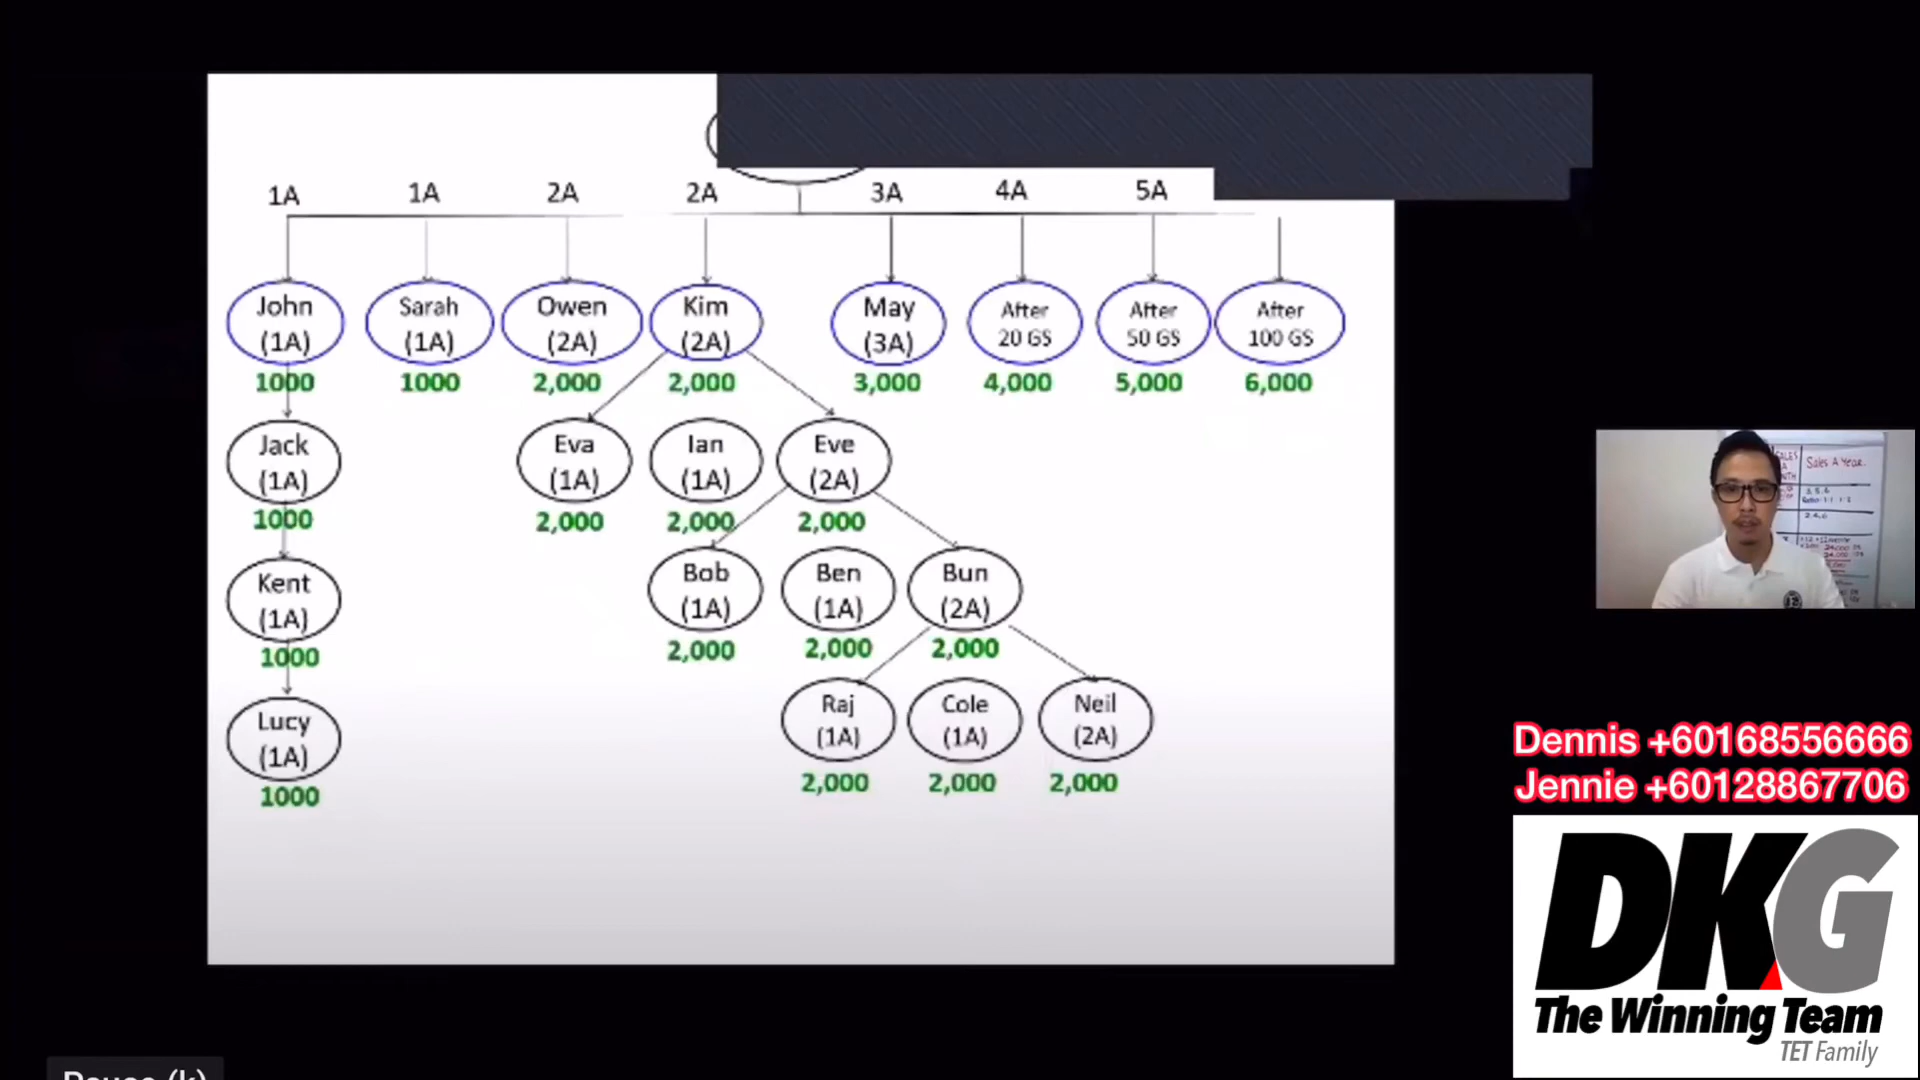 1A 1A 2A 2A 3A 4A 5A
John Sarah Owen Kim May After After After
(1A) (1A) (2A) (2A) (3A) 20 GS 50 GS 100 GS
1000 1000 2,000 2,000 3,000 4,000 5,000 6,000
Jack Eva Ian Eve
(1A) (1A) (1A) (2A)
1000 2,000 2,000 2,000
Kent Bob Ben Bun
(1A) (1A) (1A) (2A)
1000 2,000 2,000 2,000
Lucy Raj Cole Neil
(1A) (1A) (1A) (2A)
1000 2,000 2,000 2,000
Sales A Year.
Dennis +60168556666
Jennie +60128867706
DKG
The Winning Team
TET Family
Pause (k)